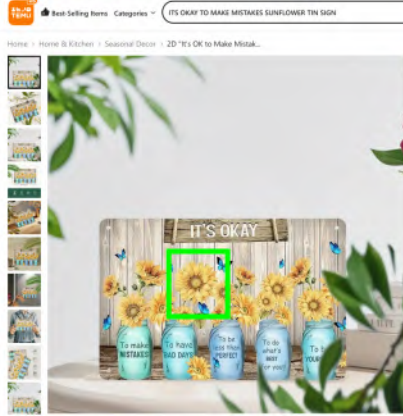 TEMU
Best-Selling Items
Categories
ITS OKAY TO MAKE MISTAKES SUNFLOWER TIN SIGN
Home > Home & Kitchen > Seasonal Decor > 2D "It's OK to Make Mistak...
IT'S OKAY
To make
MISTAKES
To have
BAD DAYS
To be
less than
PERFECT
To do
what's
BEST
for you
To be